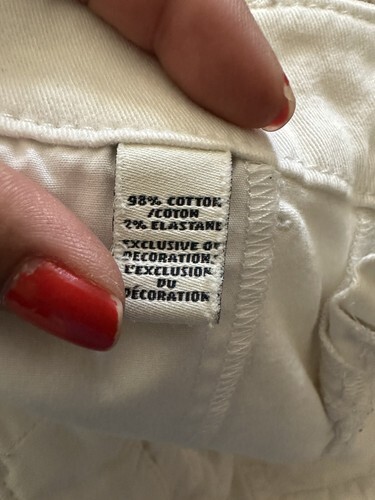 98% COTTON
/COTON
2% ELASTANE
EXCLUSIVE OF
DECORATION.
L'EXCLUSION
DU
DÉCORATION